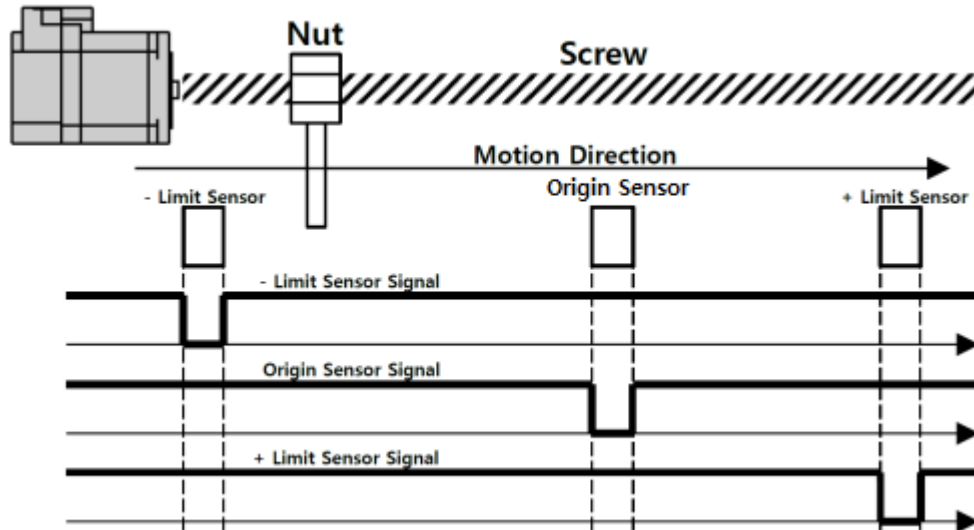 Nut
Screw
Motion Direction
- Limit Sensor
Origin Sensor
+ Limit Sensor
- Limit Sensor Signal
Origin Sensor Signal
+ Limit Sensor Signal